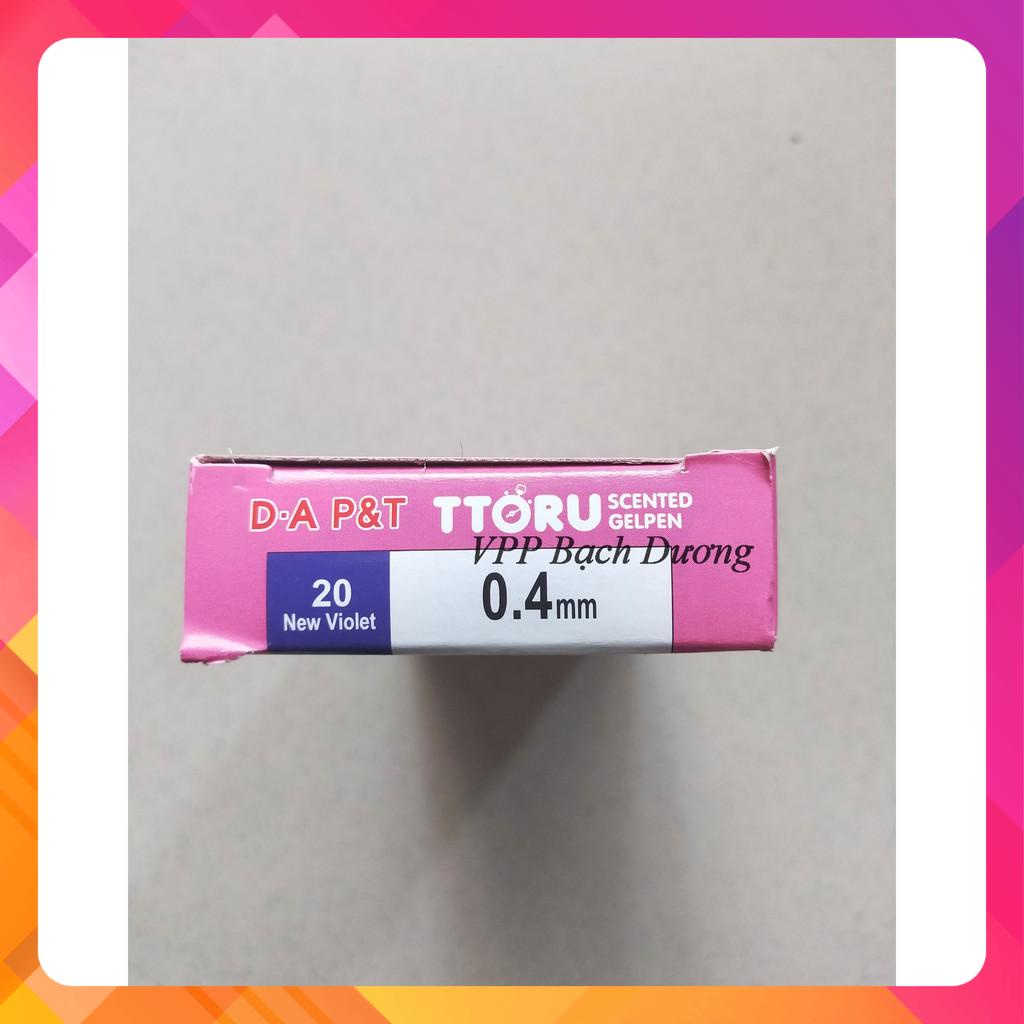 D·A P&T TTORU SCENTED
GELPEN
VPP Bạch Dương
20
New Violet
0.4mm